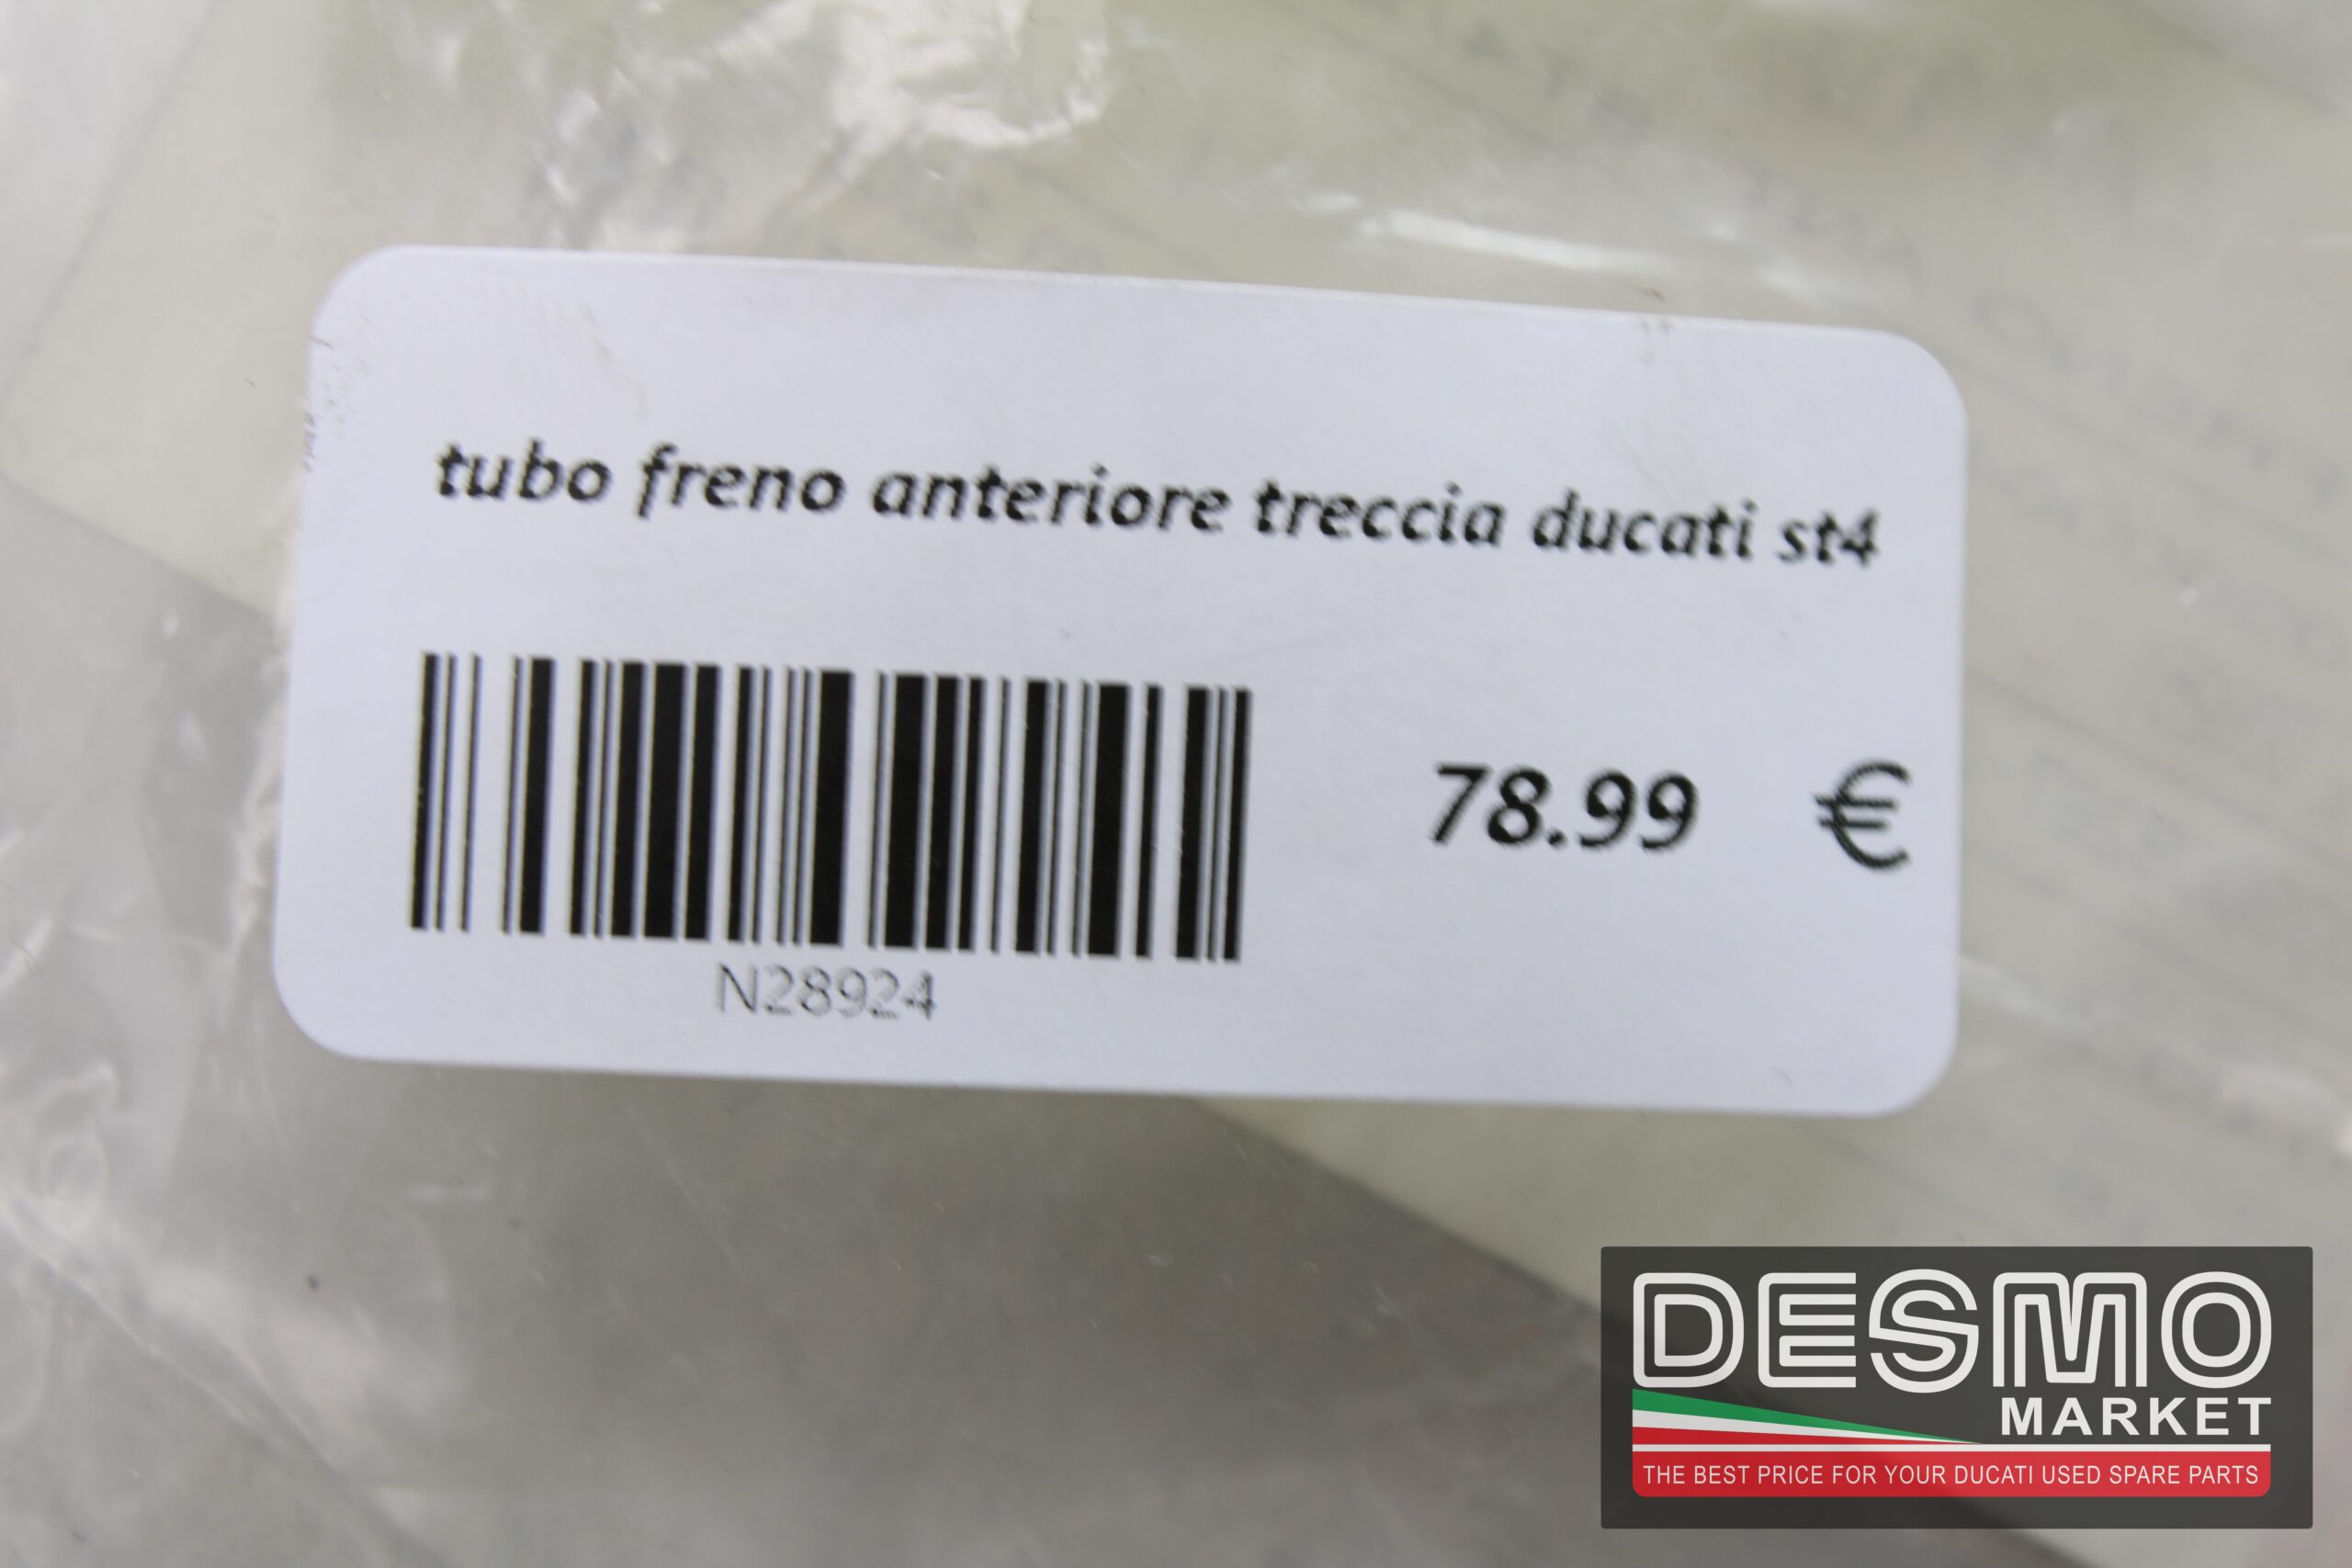 tubo freno anteriore treccia ducati st4
78.99 €
N28924
DESMO
MARKET
THE BEST PRICE FOR YOUR DUCATI USED SPARE PARTS